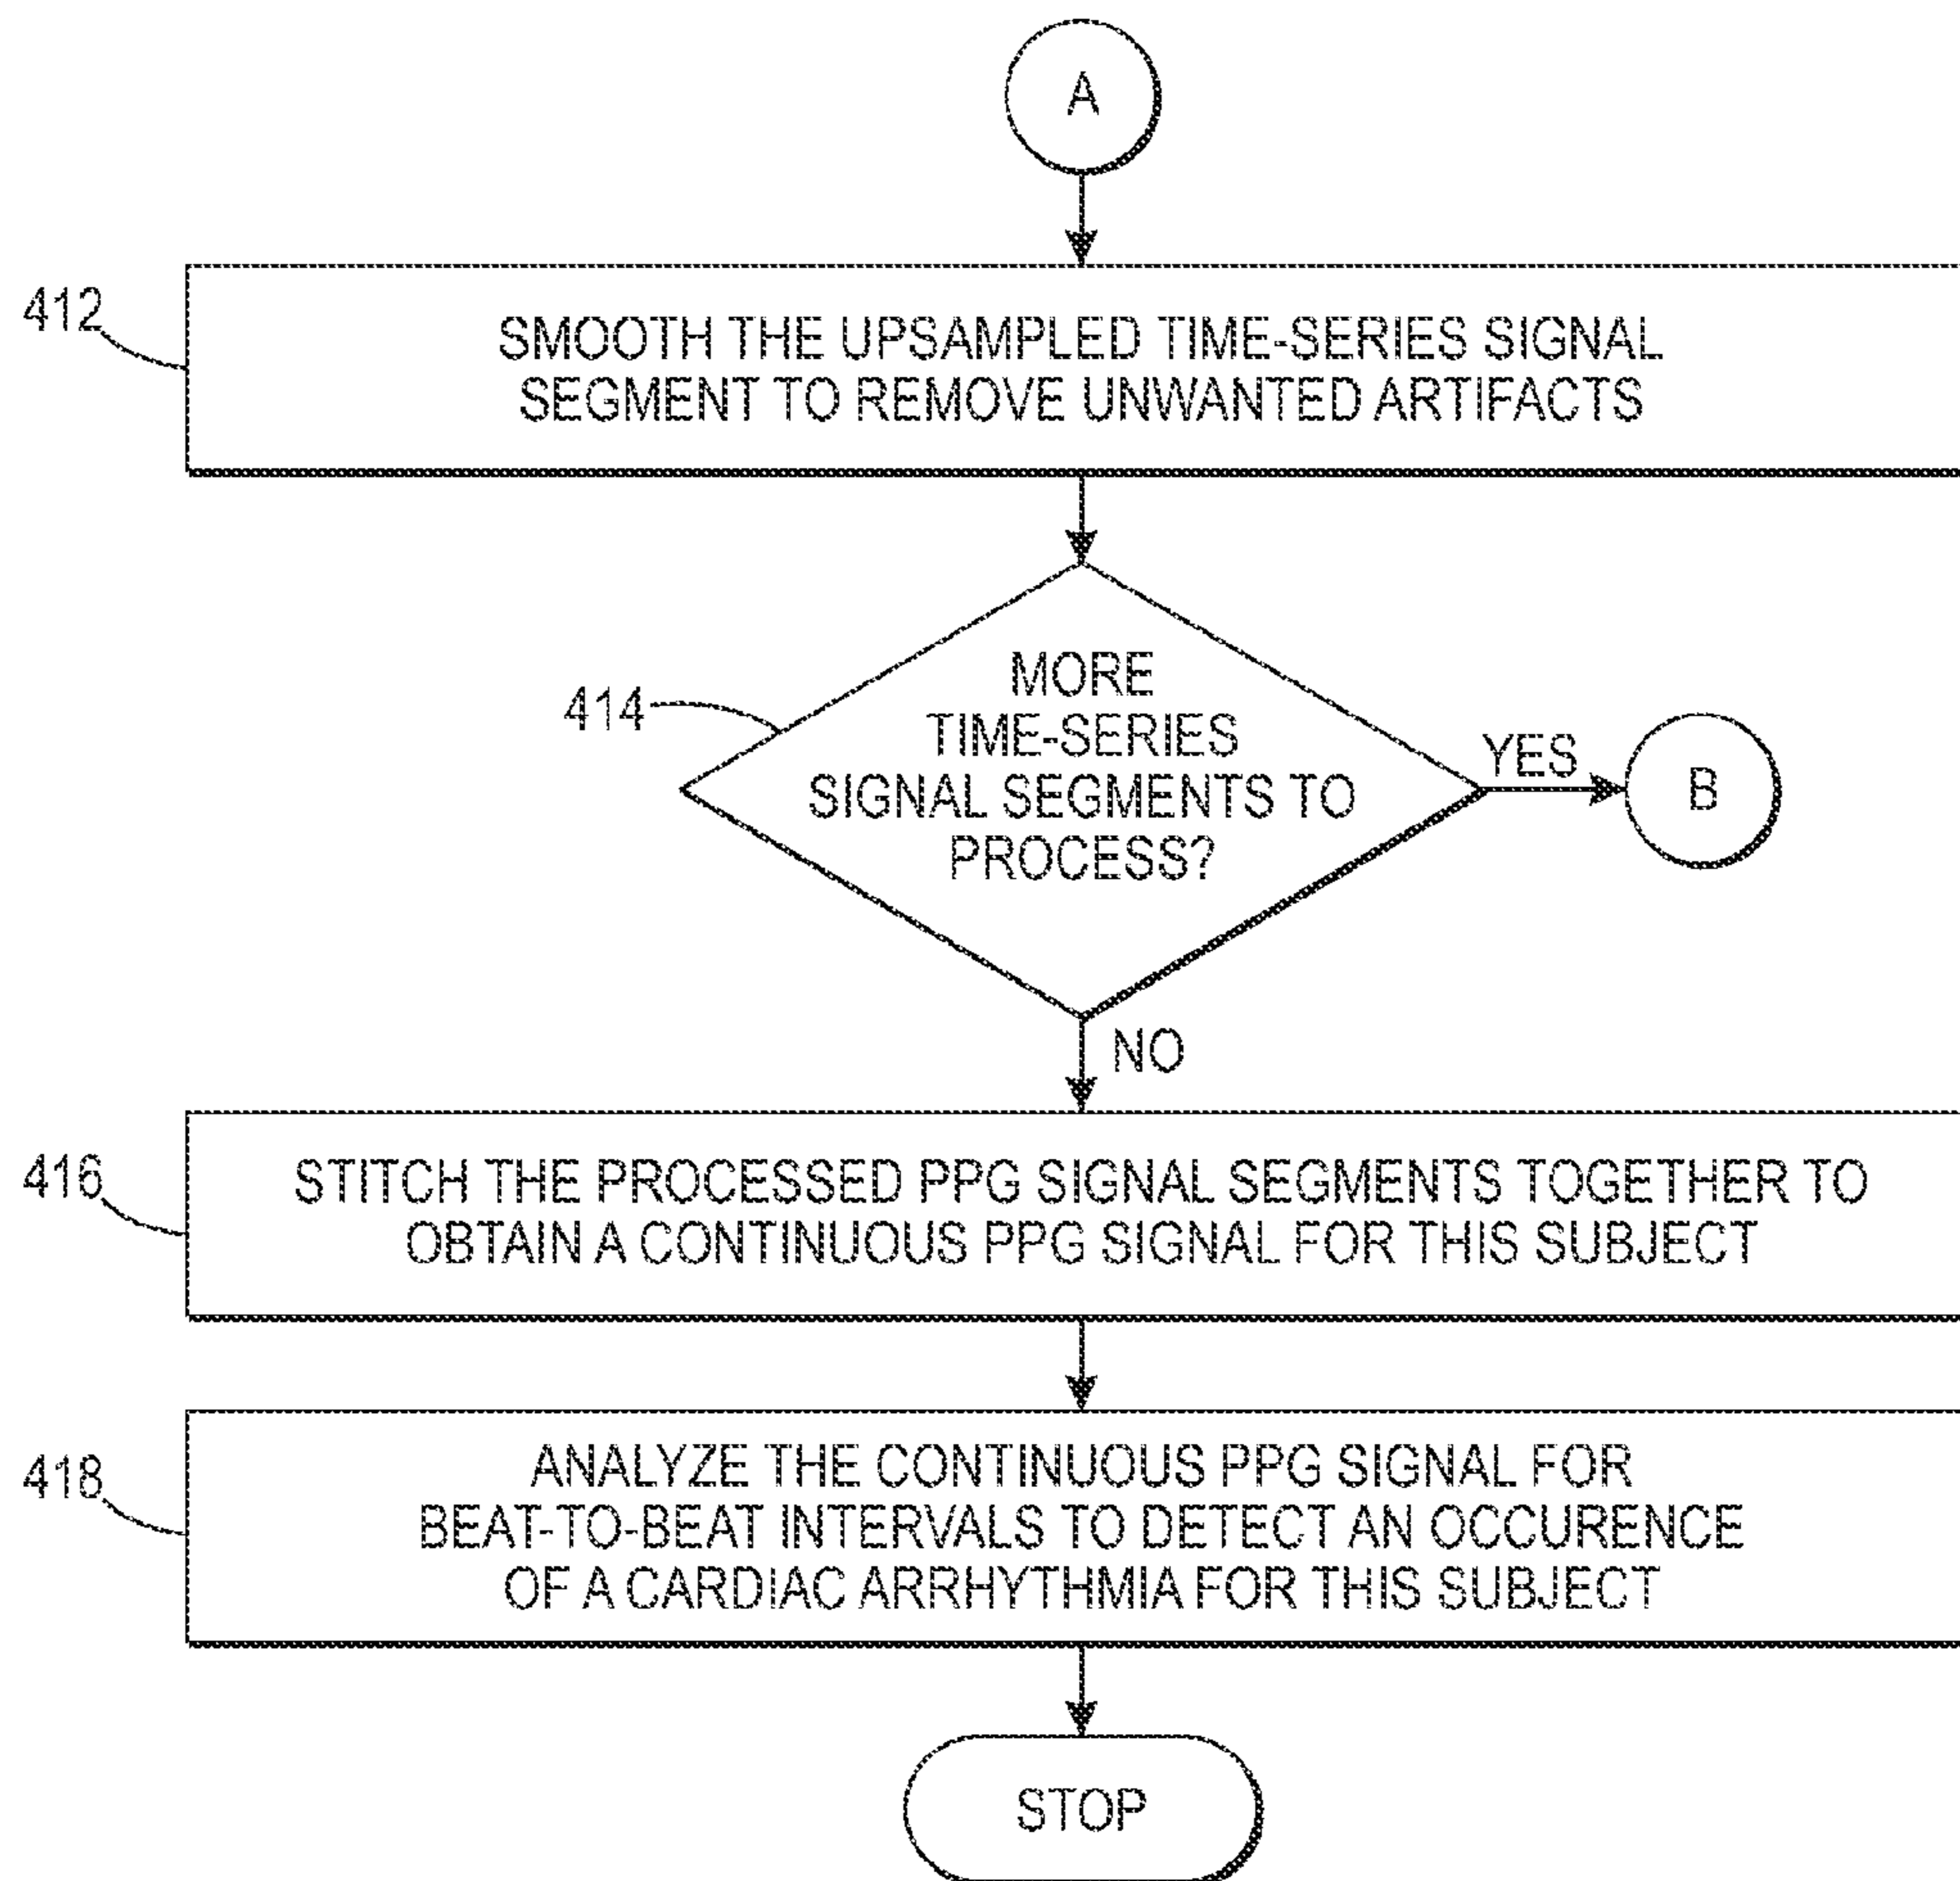 A
412
SMOOTH THE UPSAMPLED TIME-SERIES SIGNAL
SEGMENT TO REMOVE UNWANTED ARTIFACTS
414
MORE
TIME-SERIES
SIGNAL SEGMENTS TO
PROCESS?
YES
B
NO
416
STITCH THE PROCESSED PPG SIGNAL SEGMENTS TOGETHER TO
OBTAIN A CONTINUOUS PPG SIGNAL FOR THIS SUBJECT
418
ANALYZE THE CONTINUOUS PPG SIGNAL FOR
BEAT-TO-BEAT INTERVALS TO DETECT AN OCCURENCE
OF A CARDIAC ARRHYTHMIA FOR THIS SUBJECT
STOP